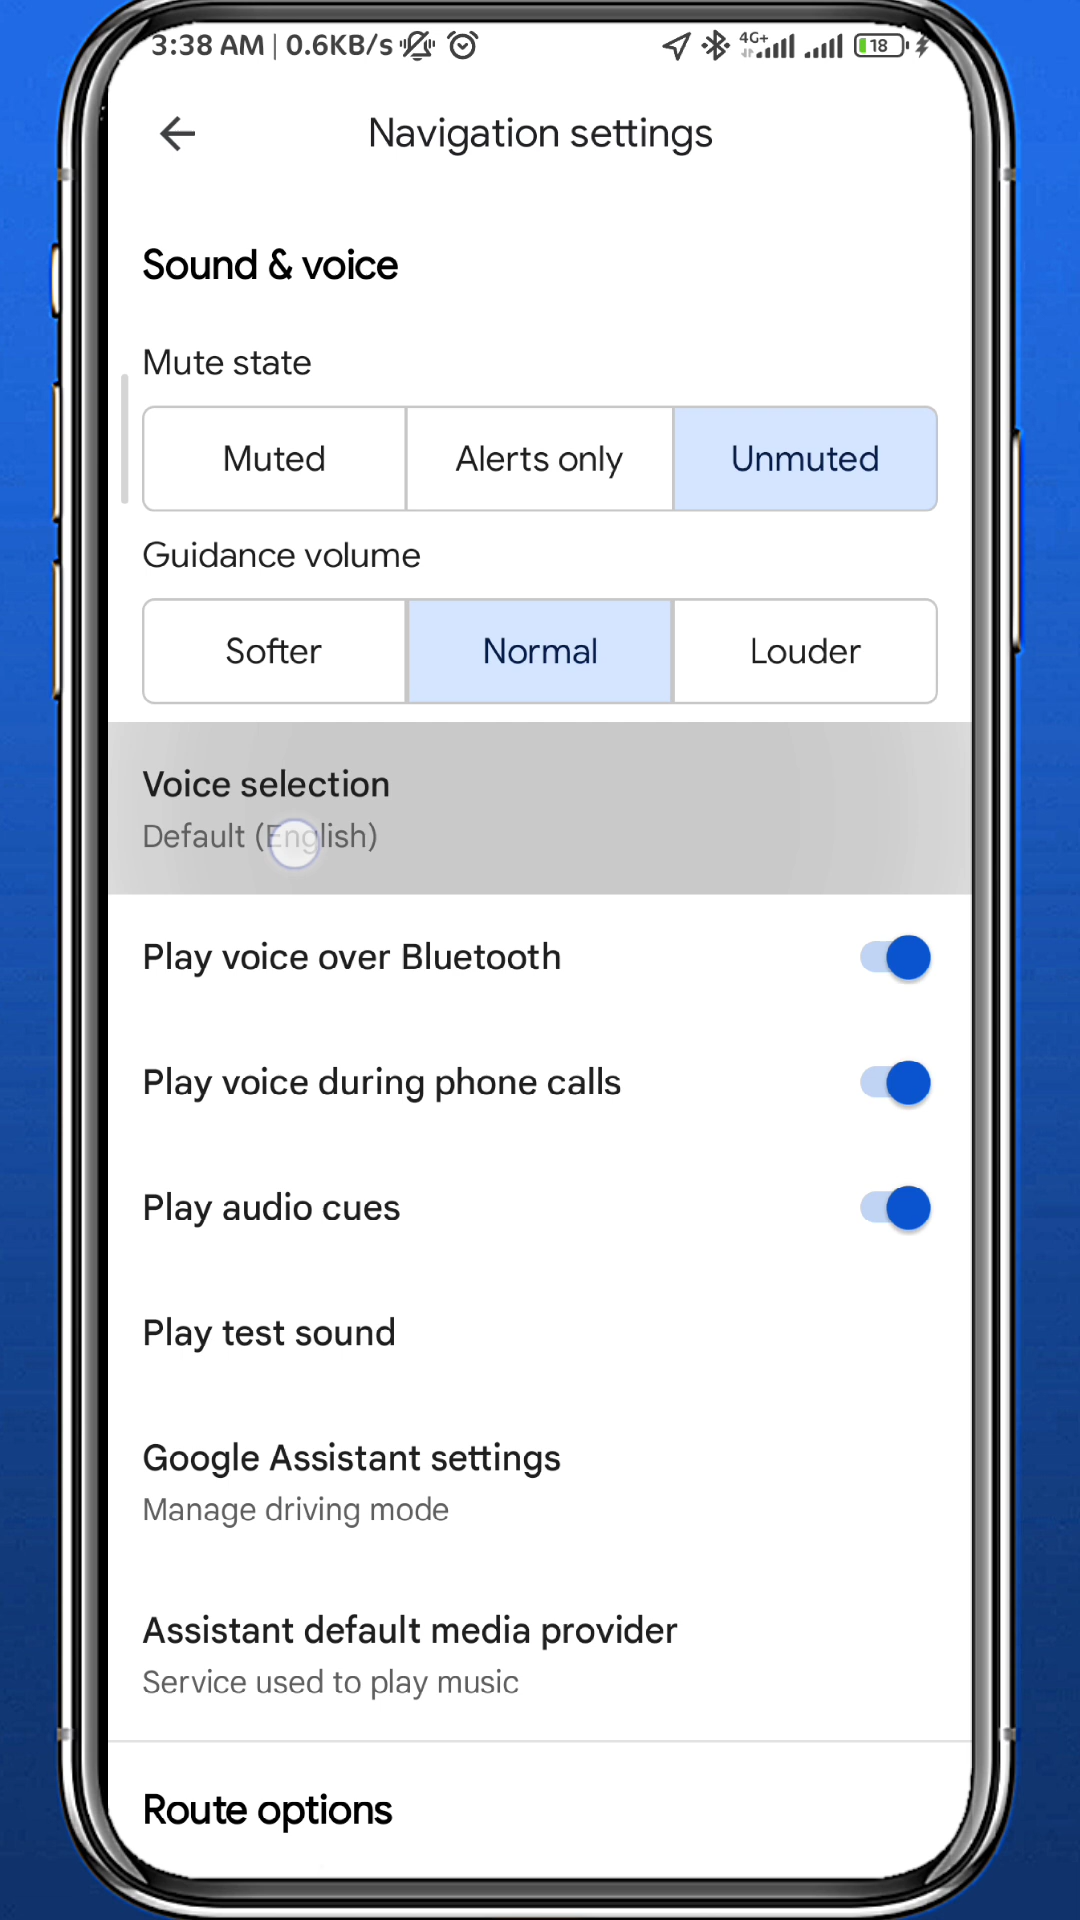 3:38 AM | 0.6KB/s 4G+ 18
Navigation settings
Sound & voice
Mute state
Muted Alerts only Unmuted
Guidance volume
Softer Normal Louder
Voice selection
Default (English)
Play voice over Bluetooth
Play voice during phone calls
Play audio cues
Play test sound
Google Assistant settings
Manage driving mode
Assistant default media provider
Service used to play music
Route options